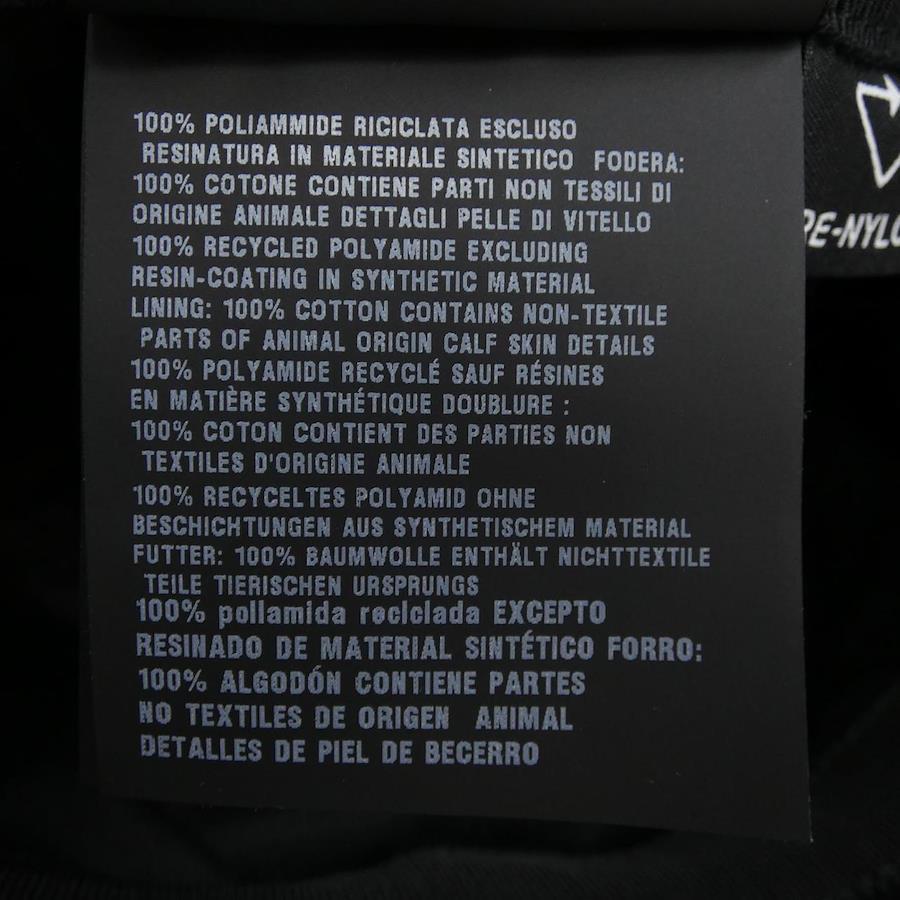 100% POLIAMMIDE RICICLATA ESCLUSO
RESINATURA IN MATERIALE SINTETICO FODERA:
100% COTONE CONTIENE PARTI NON TESSILI DI
ORIGINE ANIMALE DETTAGLI PELLE DI VITELLO
100% RECYCLED POLYAMIDE EXCLUDING
RESIN-COATING IN SYNTHETIC MATERIAL
LINING: 100% COTTON CONTAINS NON-TEXTILE
PARTS OF ANIMAL ORIGIN CALF SKIN DETAILS
100% POLYAMIDE RECYCLÉ SAUF RÉSINES
EN MATIÈRE SYNTHÉTIQUE DOUBLURE :
100% COTON CONTIENT DES PARTIES NON
TEXTILES D'ORIGINE ANIMALE
100% RECYCELTES POLYAMID OHNE
BESCHICHTUNGEN AUS SYNTHETISCHEM MATERIAL
FUTTER: 100% BAUMWOLLE ENTHÄLT NICHTTEXTILE
TEILE TIERISCHEN URSPRUNGS
100% poliamida reciclada EXCEPTO
RESINADO DE MATERIAL SINTÉTICO FORRO:
100% ALGODÓN CONTIENE PARTES
NO TEXTILES DE ORIGEN ANIMAL
DETALLES DE PIEL DE BECERRO